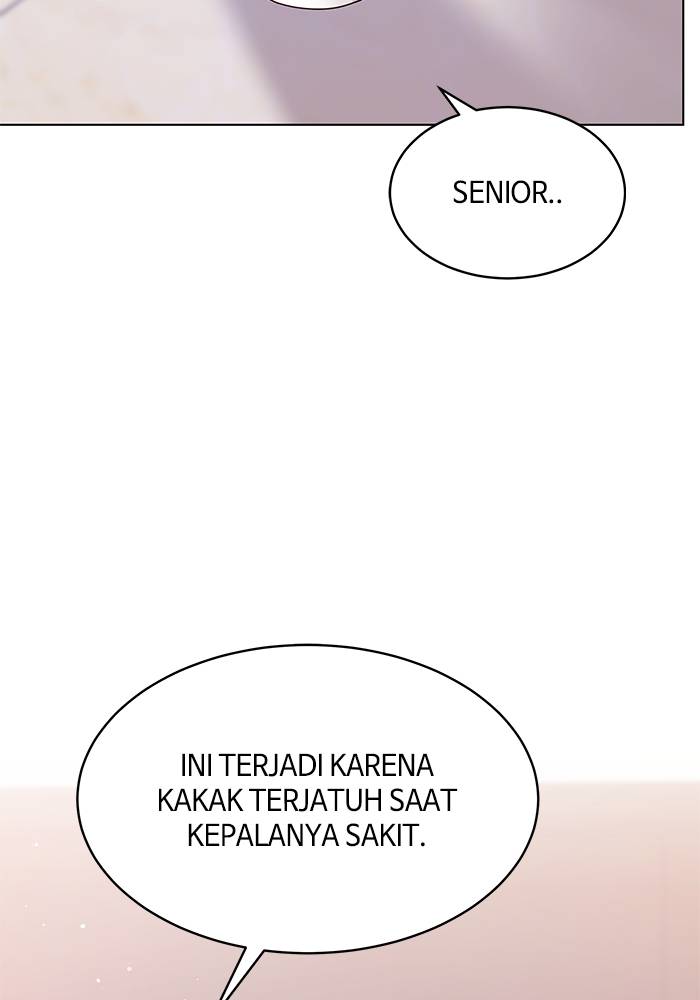 SENIOR..
INI TERJADI KARENA
KAKAK TERJATUH SAAT
KEPALANYA SAKIT.